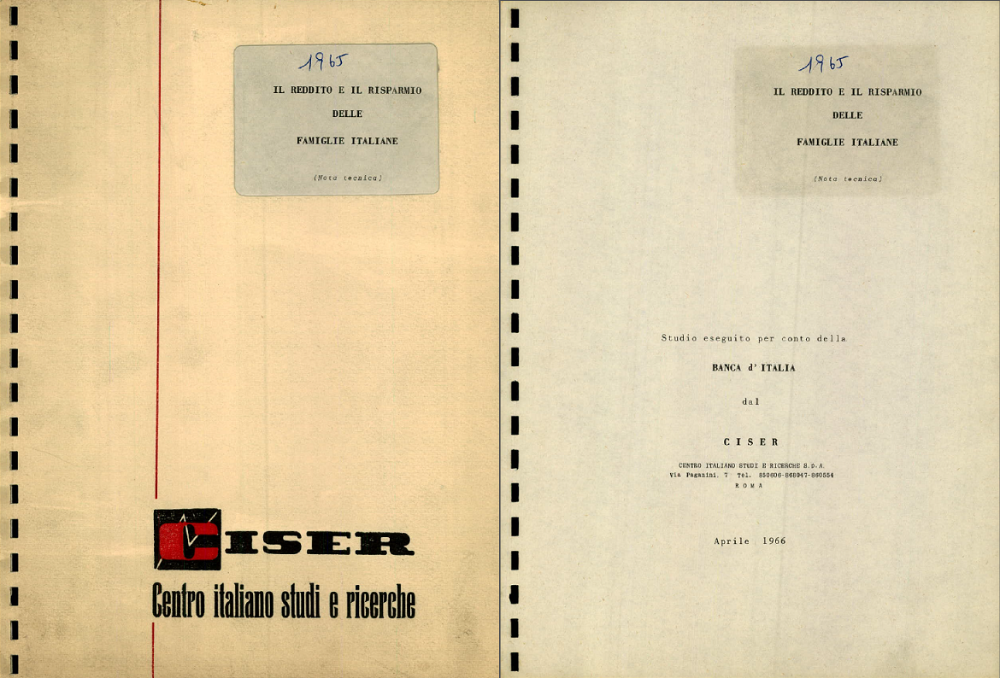 1965
IL REDDITO E IL RISPARMIO
DELLE
FAMIGLIE ITALIANE
(Nota tecnica)
CISER
Centro italiano studi e ricerche
1965
IL REDDITO E IL RISPARMIO
DELLE
FAMIGLIE ITALIANE
(Nota tecnica)
Studio eseguito per conto della
BANCA d' ITALIA
dal
C I S E R
CENTRO ITALIANO STUDI E RICERCHE S.p.A.
Via Paganini, 7 Tel. 850606-868047-860554
R O M A
Aprile 1966